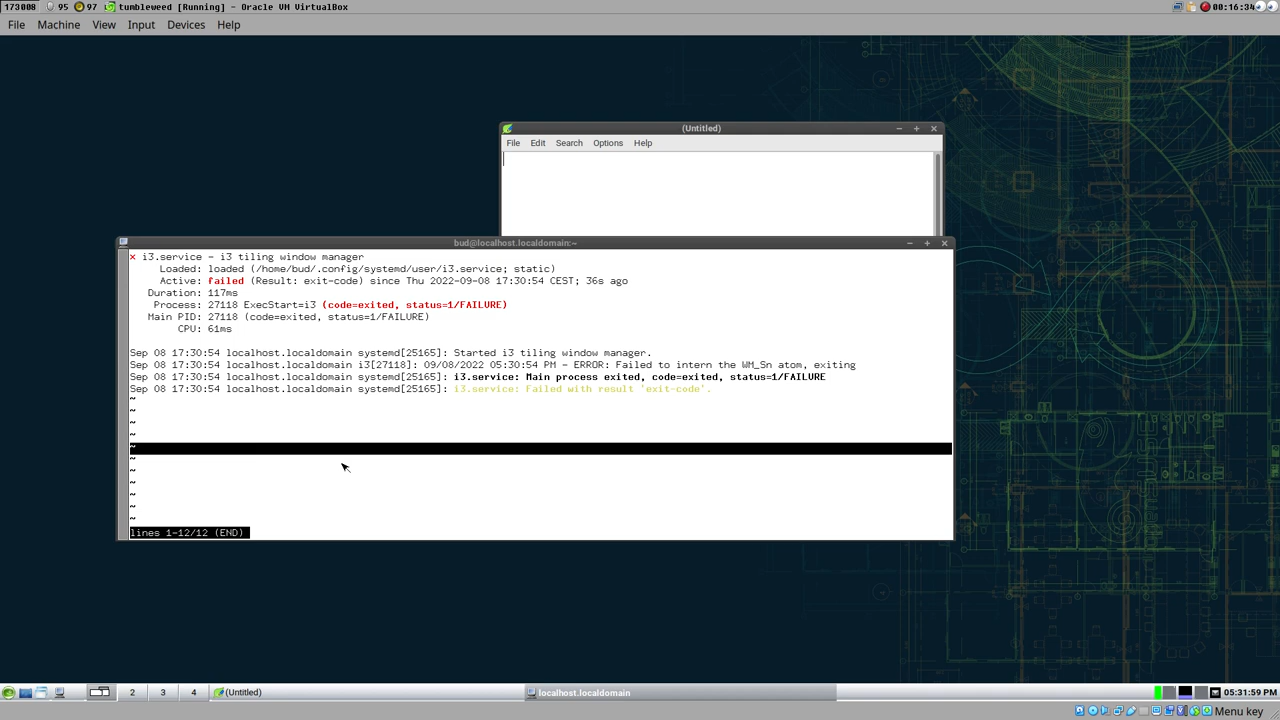 173008 95 97 tumbleweed [Running] - Oracle VM VirtualBox 00:16:34
File Machine View Input Devices Help
(Untitled)
File Edit Search Options Help
bud@localhost.localdomain:~
× i3.service - i3 tiling window manager
Loaded: loaded (/home/bud/.config/systemd/user/i3.service; static)
Active: failed (Result: exit-code) since Thu 2022-09-08 17:30:54 CEST; 36s ago
Duration: 117ms
Process: 27118 ExecStart=i3 (code=exited, status=1/FAILURE)
Main PID: 27118 (code=exited, status=1/FAILURE)
CPU: 61ms
Sep 08 17:30:54 localhost.localdomain systemd[25165]: Started i3 tiling window manager.
Sep 08 17:30:54 localhost.localdomain i3[27118]: 09/08/2022 05:30:54 PM - ERROR: Failed to intern the WM_Sn atom, exiting
Sep 08 17:30:54 localhost.localdomain systemd[25165]: i3.service: Main process exited, code=exited, status=1/FAILURE
Sep 08 17:30:54 localhost.localdomain systemd[25165]: i3.service: Failed with result 'exit-code'.
~
~
~
~
~
~
~
~
~
~
~
lines 1-12/12 (END)
2 3 4 (Untitled) localhost.localdomain 05:31:59 PM
Menu key